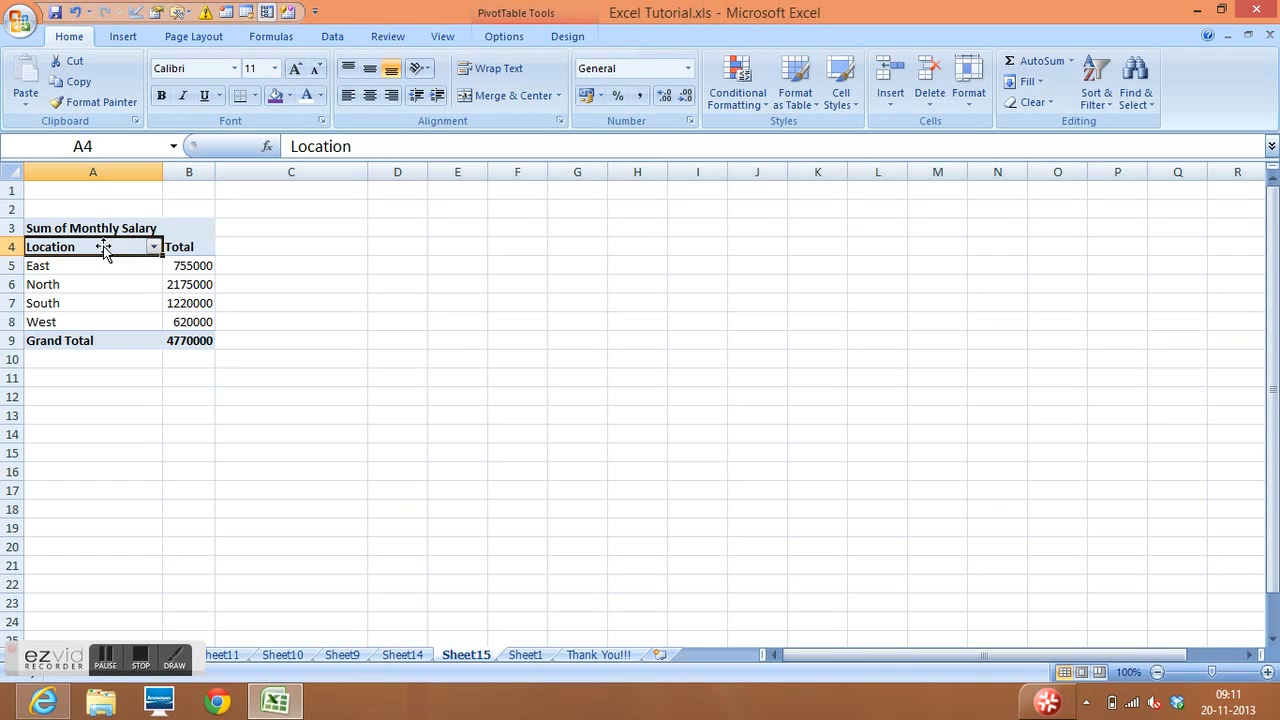 PivotTable Tools
Excel Tutorial.xls - Microsoft Excel
Home Insert Page Layout Formulas Data Review View Options Design
Paste
Cut
Copy
Format Painter
Clipboard
Calibri 11
B I U
Font
Wrap Text
Merge & Center
Alignment
General
%
Number
Conditional Formatting
Format as Table
Cell Styles
Styles
Insert Delete Format
Cells
Σ AutoSum
Fill
Clear
Sort & Filter
Find & Select
Editing
A4 fx Location
A B C D E F G H I J K L M N O P Q R
1
2
3 Sum of Monthly Salary
4 Location Total
5 East 755000
6 North 2175000
7 South 1220000
8 West 620000
9 Grand Total 4770000
10
11
12
13
14
15
16
17
18
19
20
21
22
23
24
25
ezvid RECORDER PAUSE STOP DRAW
Sheet11 Sheet10 Sheet9 Sheet14 Sheet15 Sheet1 Thank You!!!
100%
09:11
20-11-2013